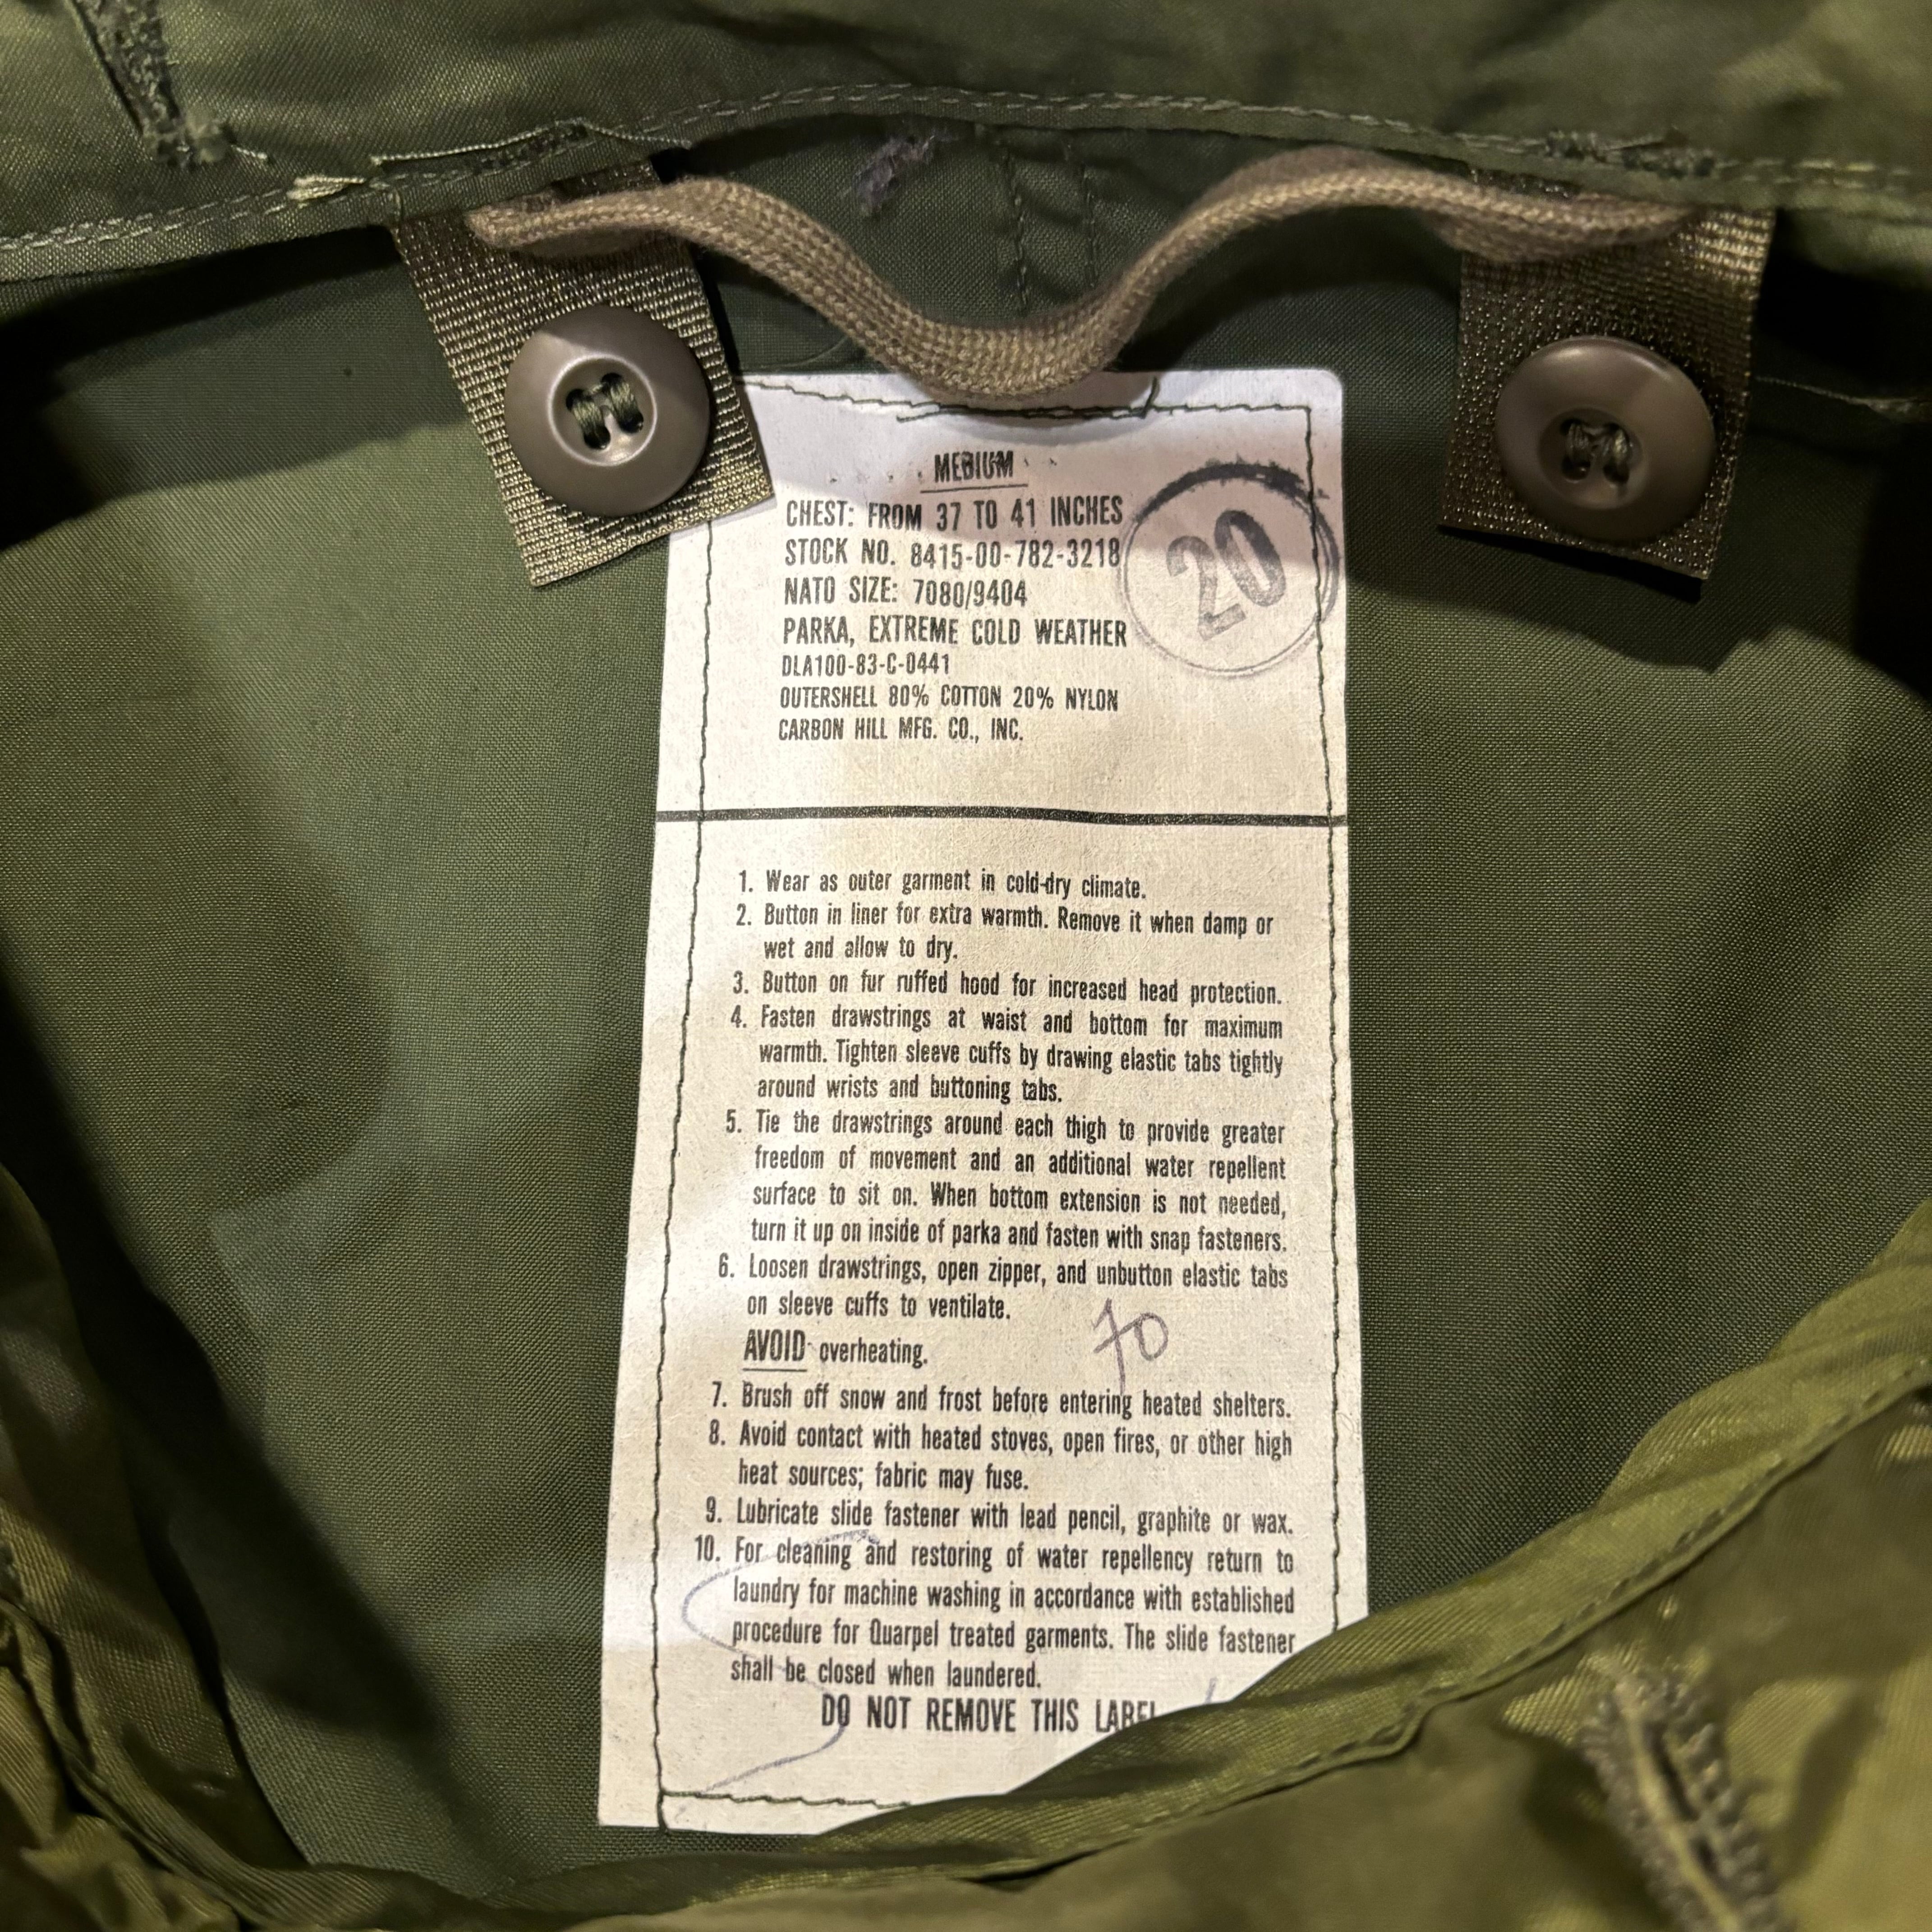 MEDIUM
CHEST: FROM 37 TO 41 INCHES
STOCK NO. 8415-00-782-3218
NATO SIZE: 7080/9404
PARKA, EXTREME COLD WEATHER
DLA100-83-C-0441
OUTERSHELL 80% COTTON 20% NYLON
CARBON HILL MFG. CO., INC.
20
1. Wear as outer garment in cold-dry climate.
2. Button in liner for extra warmth. Remove it when damp or
wet and allow to dry.
3. Button on fur ruffed hood for increased head protection.
4. Fasten drawstrings at waist and bottom for maximum
warmth. Tighten sleeve cuffs by drawing elastic tabs tightly
around wrists and buttoning tabs.
5. Tie the drawstrings around each thigh to provide greater
freedom of movement and an additional water repellent
surface to sit on. When bottom extension is not needed,
turn it up on inside of parka and fasten with snap fasteners.
6. Loosen drawstrings, open zipper, and unbutton elastic tabs
on sleeve cuffs to ventilate.
AVOID overheating.
70
7. Brush off snow and frost before entering heated shelters.
8. Avoid contact with heated stoves, open fires, or other high
heat sources; fabric may fuse.
9. Lubricate slide fastener with lead pencil, graphite or wax.
10. For cleaning and restoring of water repellency return to
laundry for machine washing in accordance with established
procedure for Quarpel treated garments. The slide fastener
shall be closed when laundered.
DO NOT REMOVE THIS LABEL